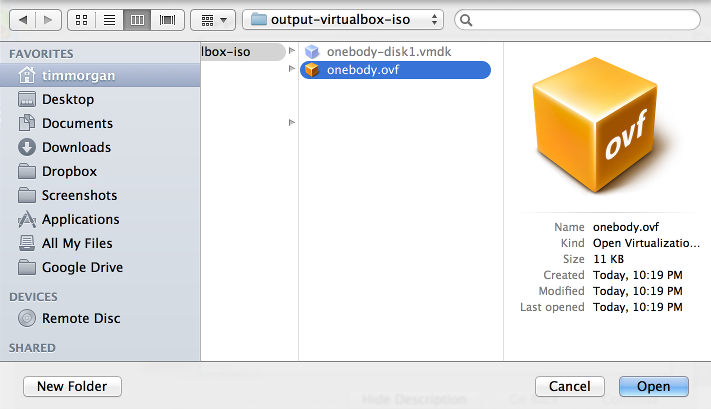 output-virtualbox-iso
FAVORITES
timmorgan
Desktop
Documents
Downloads
Dropbox
Screenshots
Applications
All My Files
Google Drive
DEVICES
Remote Disc
SHARED
lbox-iso
onebody-disk1.vmdk
onebody.ovf
ovf
Name onebody.ovf
Kind Open Virtualizatio...
Size 11 KB
Created Today, 10:19 PM
Modified Today, 10:19 PM
Last opened Today, 10:19 PM
New Folder
Cancel
Open
Hide Description